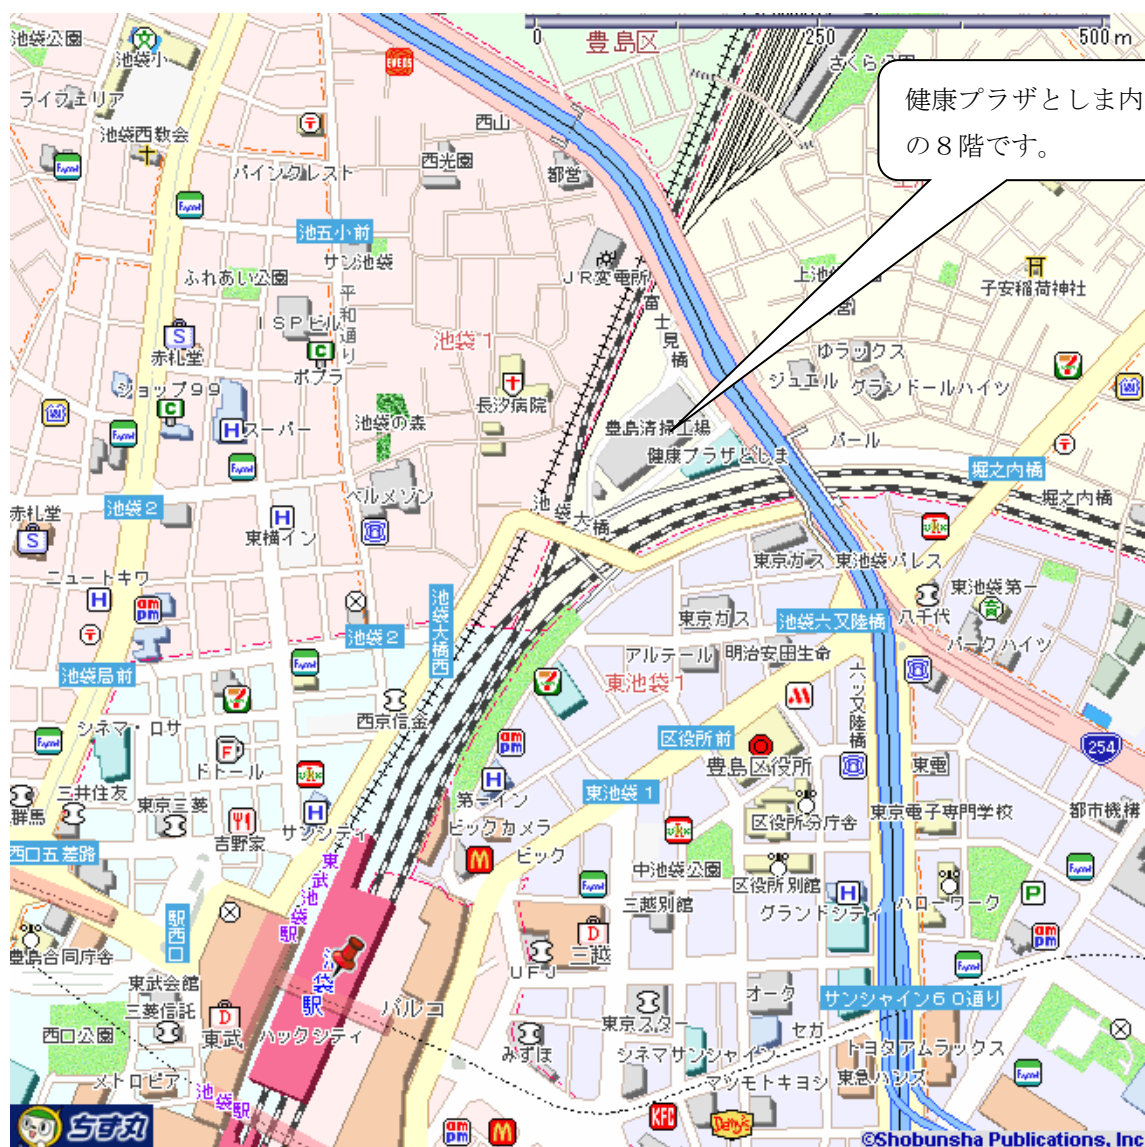 豊島区
0 250 500 m
池袋公園
池袋小
さくら公園
健康プラザとしま内
の８階です。
ライフェリア
池袋西教会
西山
西光園
都営
パインクレスト
池五小前
サン池袋
ＪＲ変電所
子安稲荷神社
ふれあい公園
平和通り
富士見橋
ＩＳＰビル
池袋１
赤札堂
ポプラ
ゆラックス
ジュエル
グランドールハイツ
ショップ９９
長汐病院
スーパー
池袋の森
豊島清掃工場
健康プラザとしま
パール
堀之内橋
堀之内橋
池袋２
ベルメゾン
池袋大橋
赤札堂
東横イン
東京ガス
東池袋パレス
ニュートキワ
池袋大橋西
東池袋第一
八千代
池袋２
東京ガス
池袋六又陸橋
パークハイツ
池袋局前
アルテール
明治安田生命
東池袋１
六ツ又陸橋
西京信金
シネマ・ロサ
区役所前
254
ドトール
豊島区役所
東電
三井住友
第一イン
東池袋１
群馬
東京三菱
サンシティ
ビックカメラ
区役所分庁舎
東京電子専門学校
都市機構
吉野家
西口五差路
東武池袋駅
ビック
中池袋公園
区役所別館
駅西口
三越別館
グランドシティ
ハローワーク
豊島合同庁舎
ＵＦＪ
三越
東武会館
三菱信託
パルコ
オーク
サンシャイン６０通り
西口公園
東武
ハックシティ
東京スター
セガ
みずほ
シネマサンシャイン
トヨタアムラックス
メトロピア
マツモトキヨシ
東急ハンズ
池袋駅
KFC
Denny's
ちず丸
©Shobunsha Publications, Inc